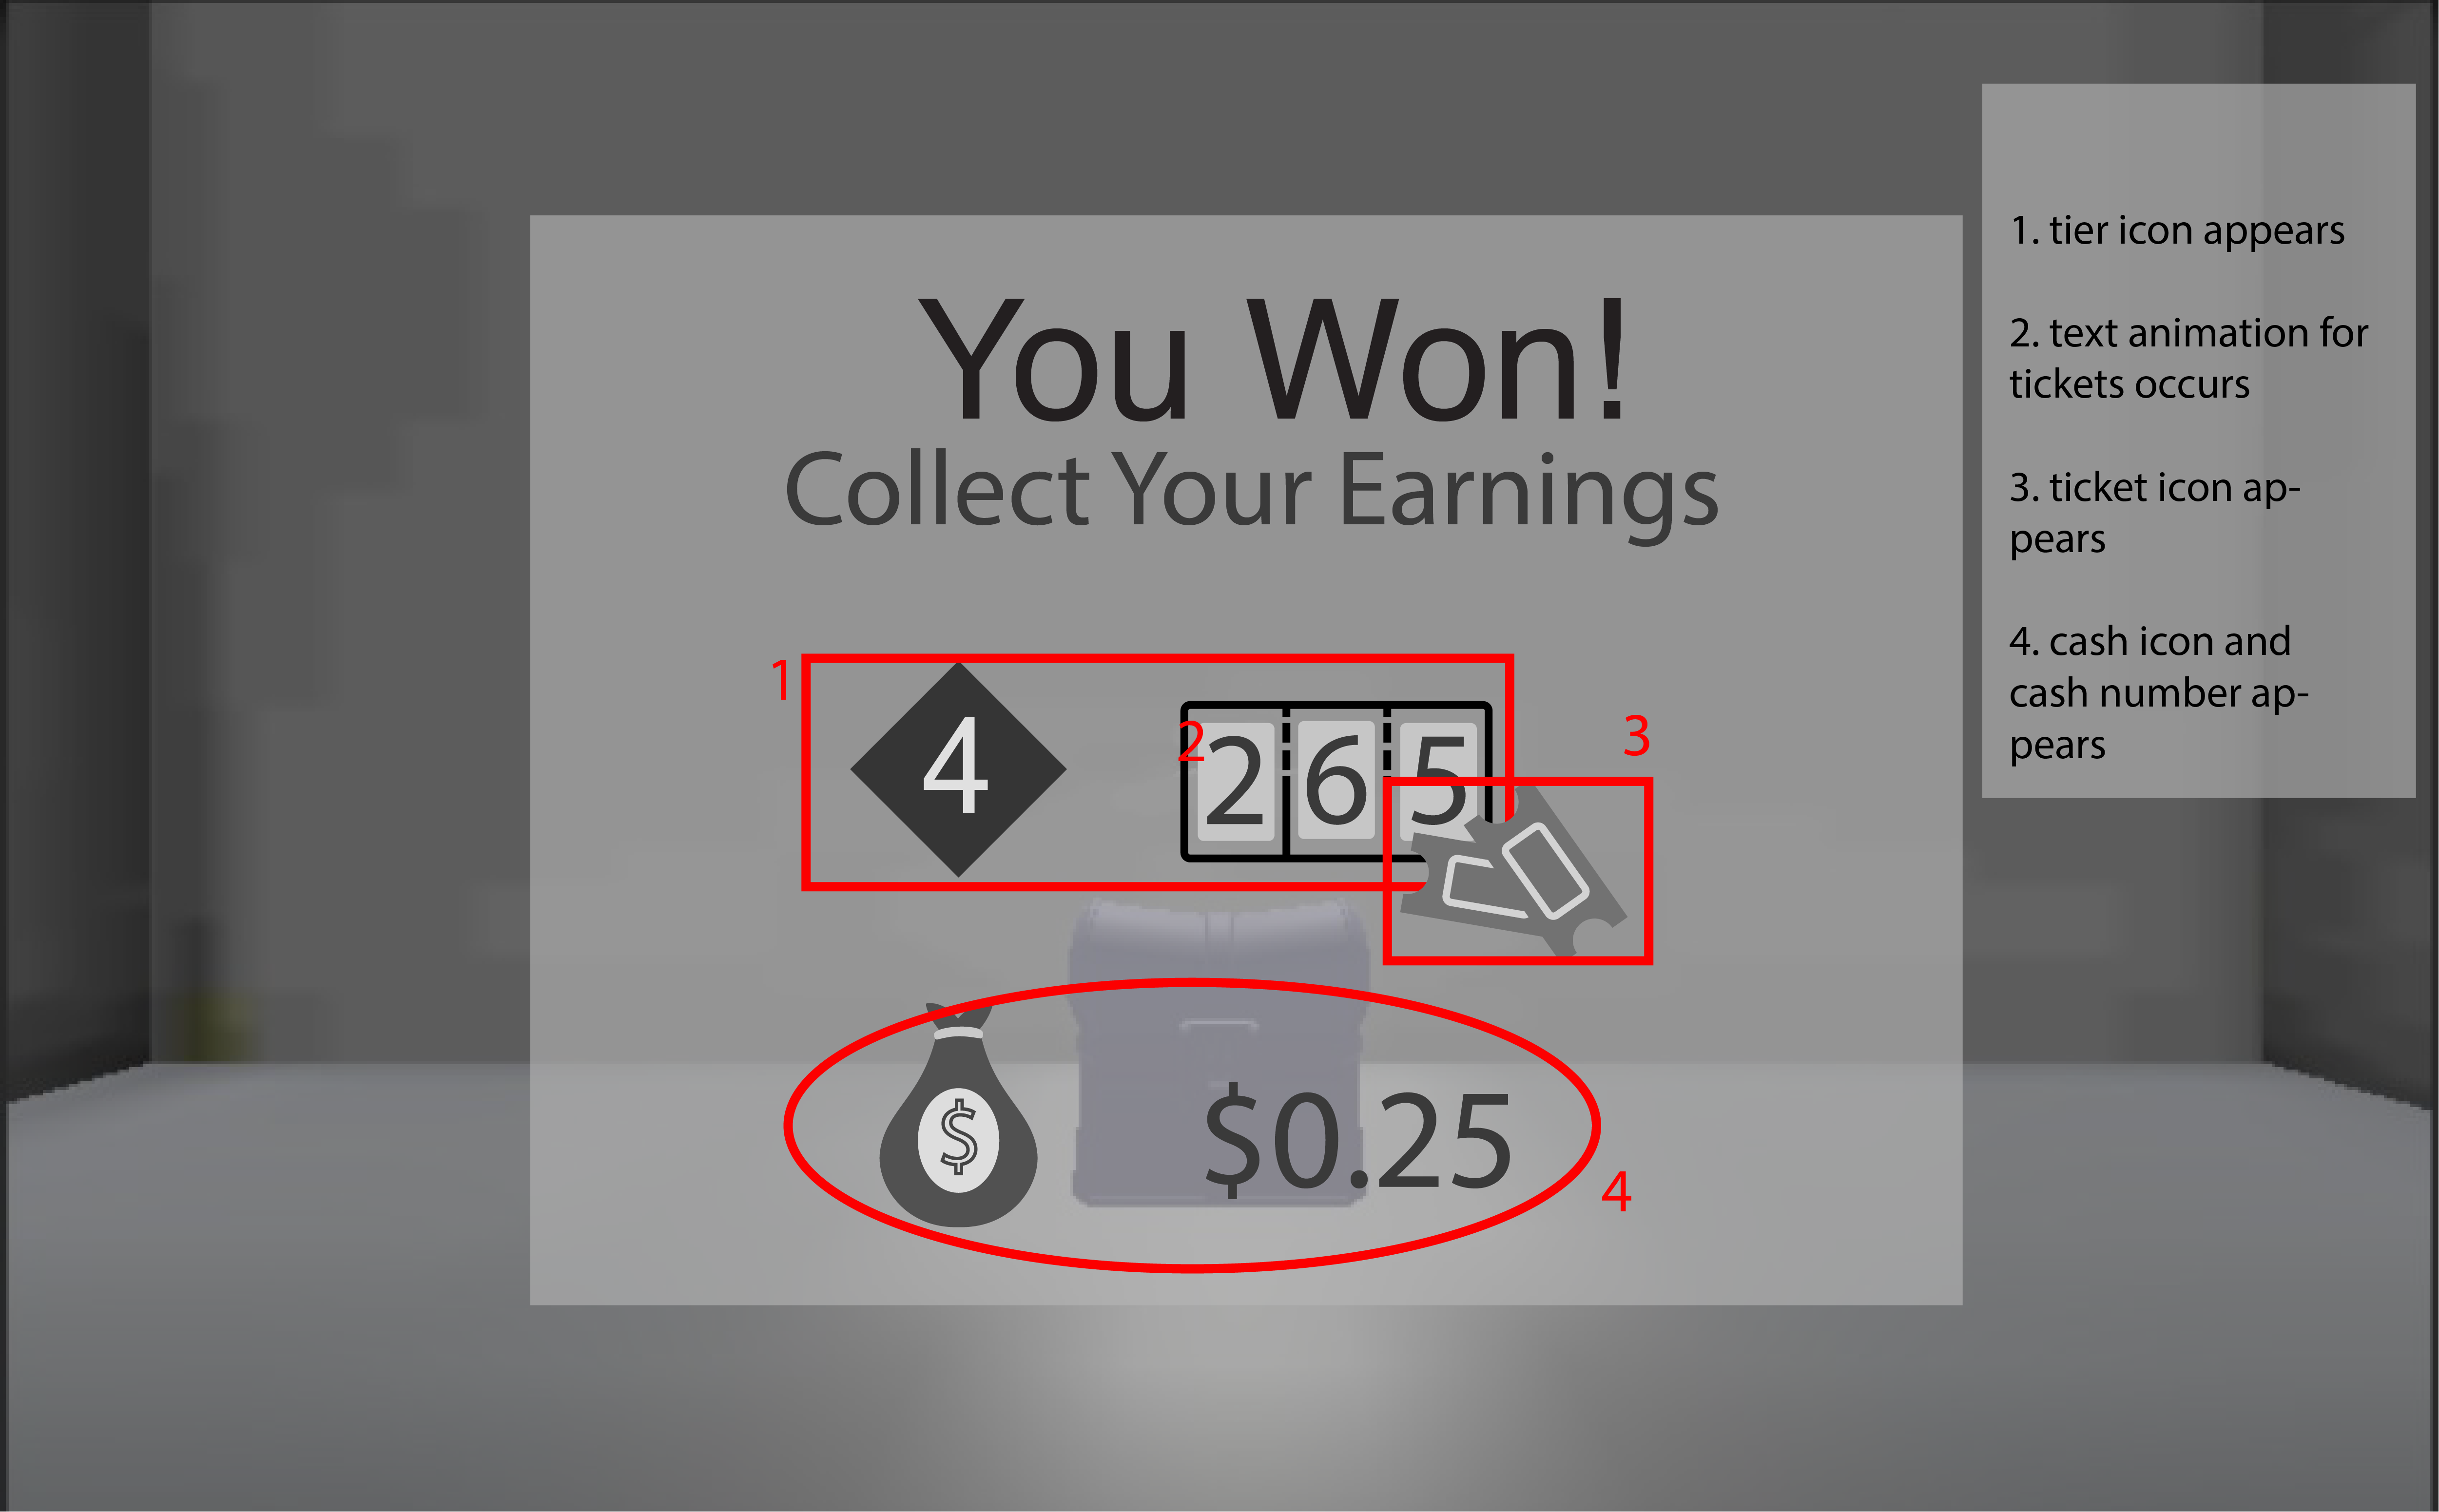 You Won!
Collect Your Earnings
1
4
2
265
3
$
$0.25
4
1. tier icon appears
2. text animation for
tickets occurs
3. ticket icon ap-
pears
4. cash icon and
cash number ap-
pears